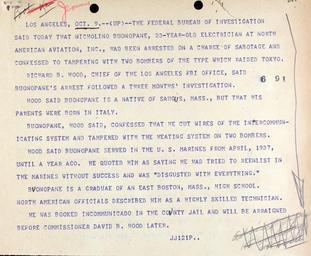 LOS ANGELES, OCT. 9.--(UP)--THE FEDERAL BUREAU OF INVESTIGATION
SAID TODAY THAT NICHOLINO BUONOPANE, 23-YEAR-OLD ELECTRICIAN AT NORTH
AMERICAN AVIATION, INC., HAD BEEN ARRESTED ON A CHARGE OF SABOTAGE AND
CONFESSED TO TAMPERING WITH TWO BOMBERS OF THE TYPE WHICH RAIDED TOKYO.
RICHARD B. HOOD, CHIEF OF THE LOS ANGELES FBI OFFICE, SAID
BUONOPANE'S ARREST FOLLOWED A THREE MONTHS' INVESTIGATION.
691
HOOD SAID BUONOPANE IS A NATIVE OF SAUGUS, MASS., BUT THAT HIS
PARENTS WERE BORN IN ITALY.
BUONOPANE, HOOD SAID, CONFESSED THAT HE CUT WIRES OF THE INTERCOMMU-
NICATING SYSTEM AND TAMPERED WITH THE HEATING SYSTEM ON TWO BOMBERS.
HOOD SAID BUONOPANE SERVED IN THE U.S. MARINES FROM APRIL, 1937,
UNTIL A YEAR AGO. HE QUOTED HIM AS SAYING HE HAD TRIED TO REENLIST IN
THE MARINES WITHOUT SUCCESS AND WAS "DISGUSTED WITH EVERYTHING."
BUONOPANE IS A GRADUAE OF AN EAST BOSTON, MASS., HIGH SCHOOL.
NORTH AMERICAN OFFICIALS DESCRIBED HIM AS A HIGHLY SKILLED TECHNICIAN.
HE WAS BOOKED INCOMMUNICADO IN THE COUNTY JAIL AND WILL BE ARRAIGNED
BEFORE COMMISSIONER DAVID B. HOOD LATER.
JJ121P..